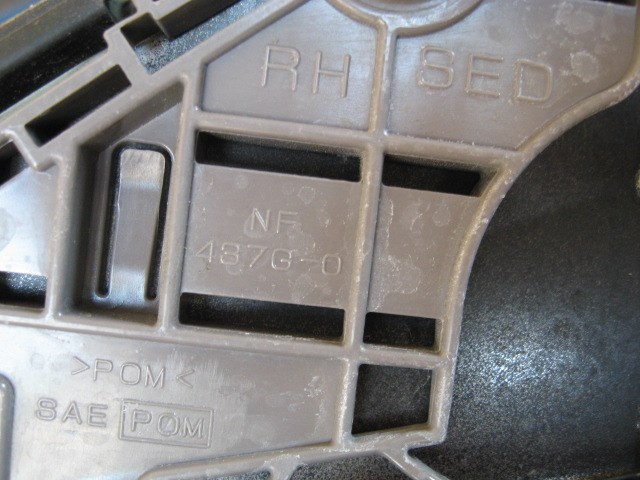 RH SED
NF
487G-0
>POM<
SAE POM